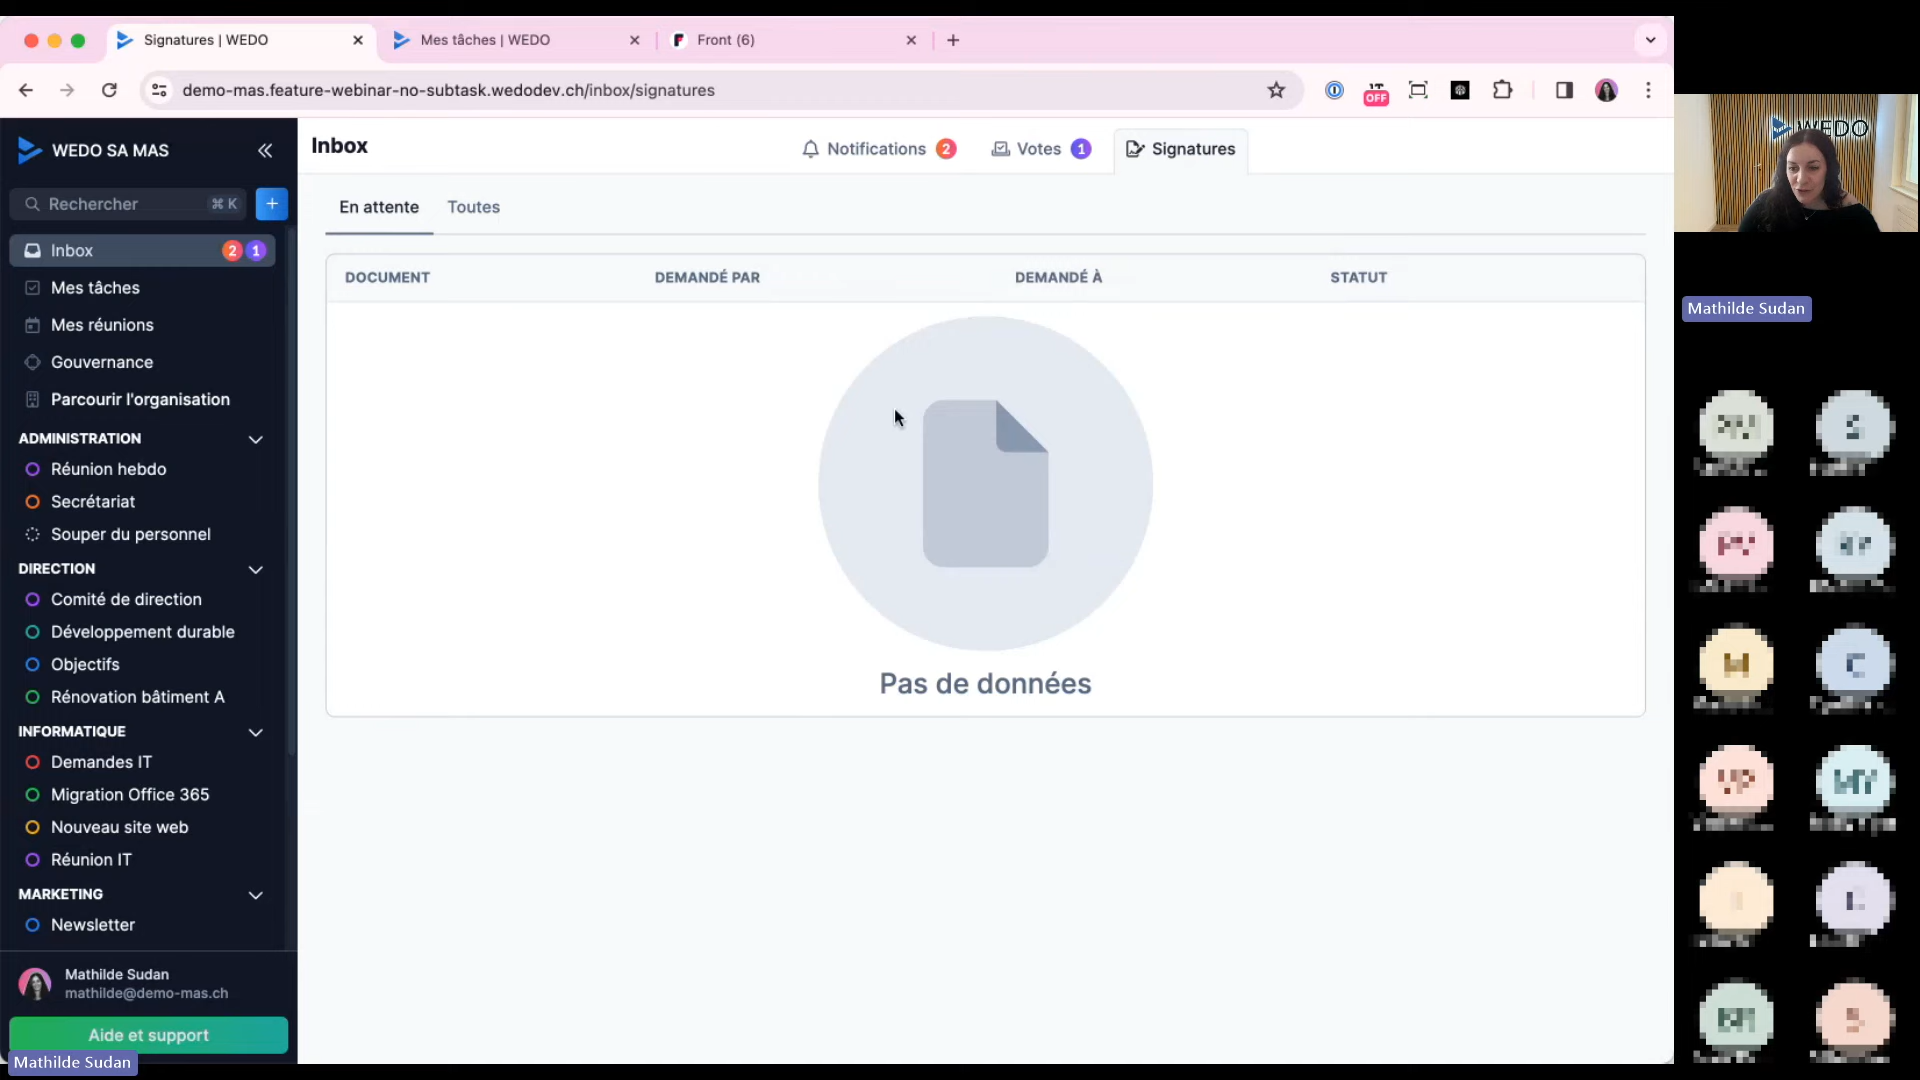 Signatures | WEDO
Mes tâches | WEDO
Front (6)
demo-mas.feature-webinar-no-subtask.wedodev.ch/inbox/signatures
OFF
WEDO SA MAS
Rechercher
⌘ K
+
Inbox
2
1
Mes tâches
Mes réunions
Gouvernance
Parcourir l'organisation
ADMINISTRATION
Réunion hebdo
Secrétariat
Souper du personnel
DIRECTION
Comité de direction
Développement durable
Objectifs
Rénovation bâtiment A
INFORMATIQUE
Demandes IT
Migration Office 365
Nouveau site web
Réunion IT
MARKETING
Newsletter
Mathilde Sudan
mathilde@demo-mas.ch
Aide et support
Mathilde Sudan
Inbox
Notifications 2
Votes 1
Signatures
En attente
Toutes
DOCUMENT
DEMANDÉ PAR
DEMANDÉ À
STATUT
Pas de données
WEDO
Mathilde Sudan